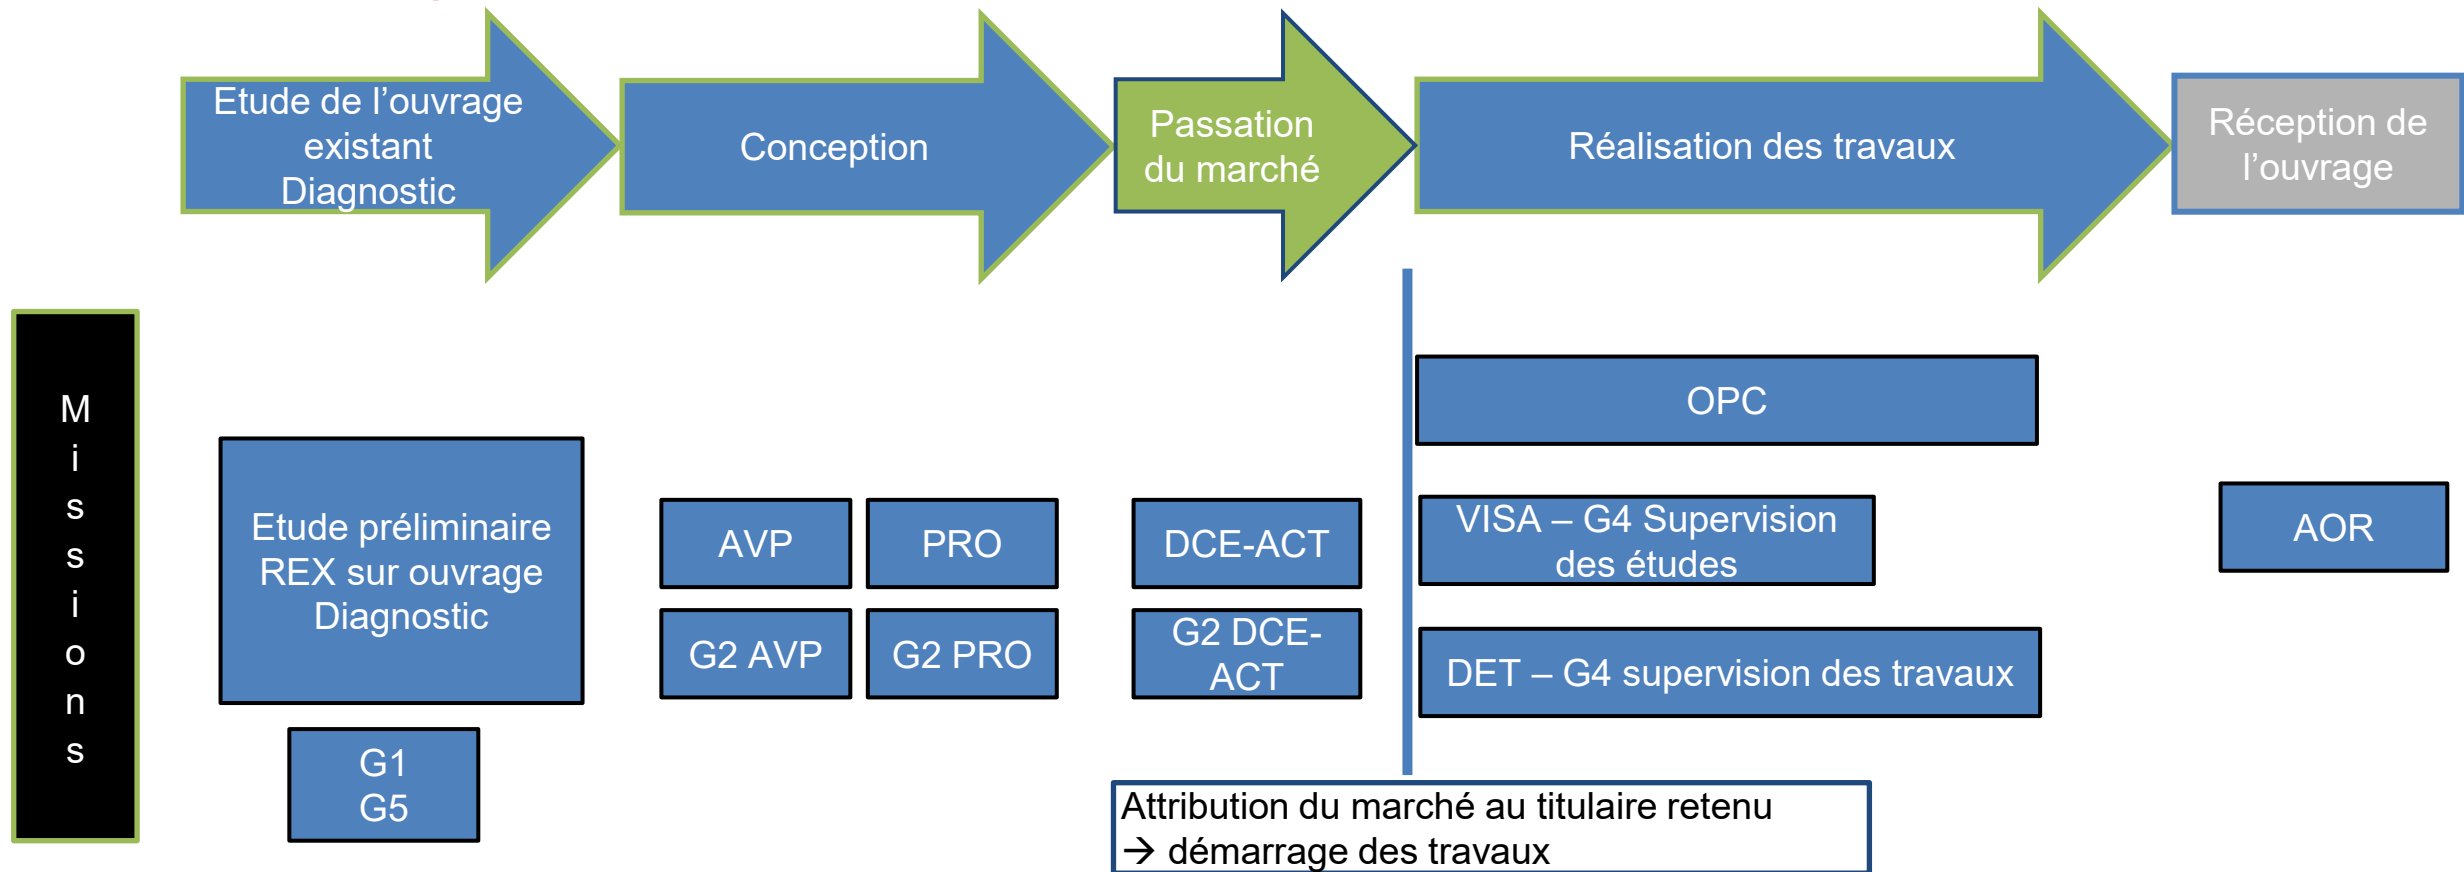 Etude de l’ouvrage
existant
Diagnostic
Conception
Passation
du marché
Réalisation des travaux
Réception de
l’ouvrage
M
i
s
s
i
o
n
s
Etude préliminaire
REX sur ouvrage
Diagnostic
G1
G5
AVP
PRO
G2 AVP
G2 PRO
DCE-ACT
G2 DCE-
ACT
OPC
VISA – G4 Supervision
des études
DET – G4 supervision des travaux
AOR
Attribution du marché au titulaire retenu
→ démarrage des travaux